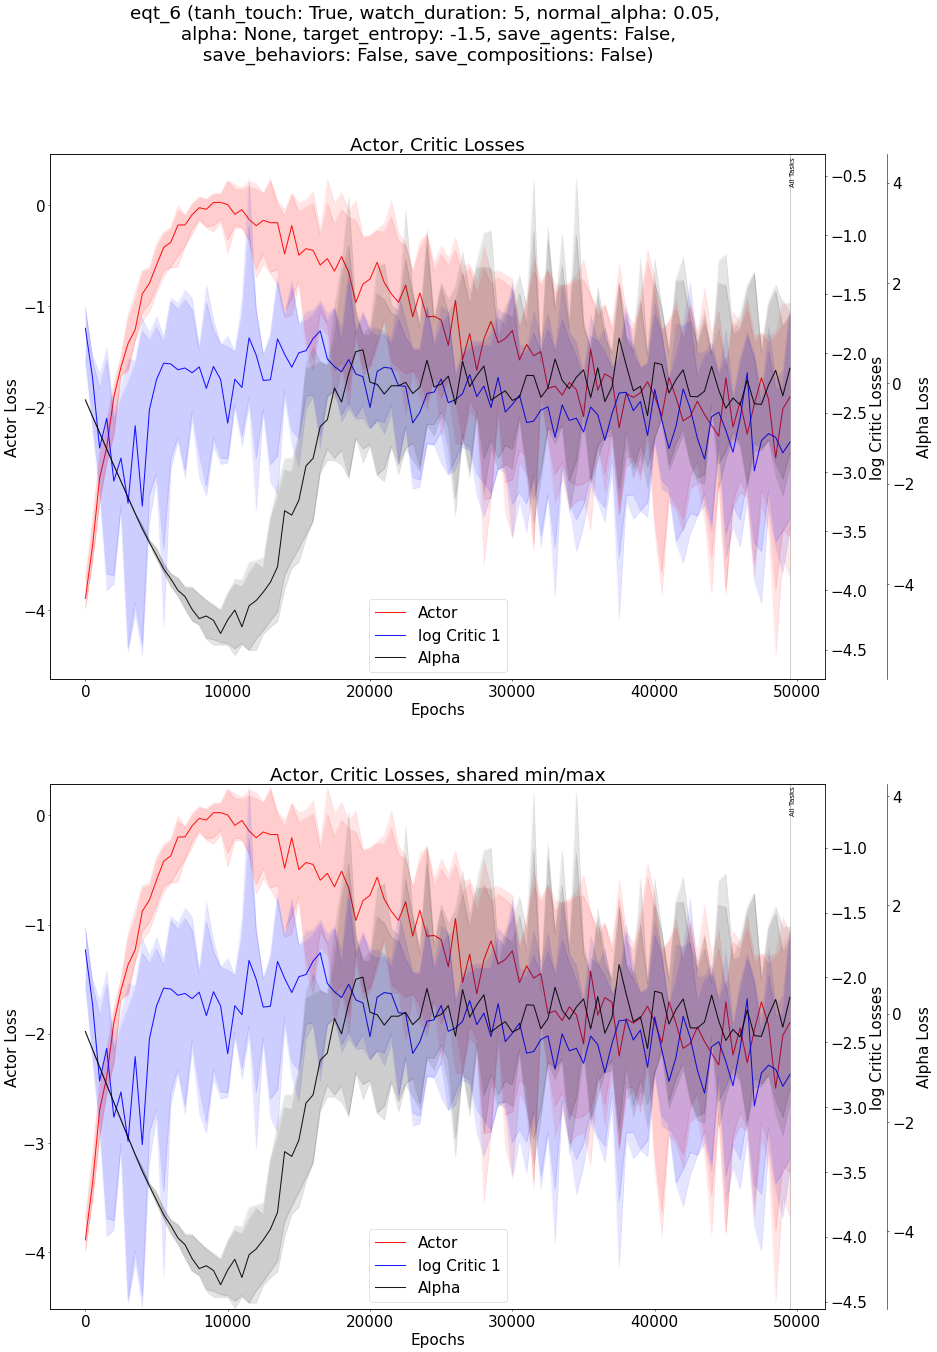 eqt_6 (tanh_touch: True, watch_duration: 5, normal_alpha: 0.05,
alpha: None, target_entropy: -1.5, save_agents: False,
save_behaviors: False, save_compositions: False)
Actor, Critic Losses
All Tasks
0
−1
−2
−3
−4
Actor Loss
−0.5
−1.0
−1.5
−2.0
−2.5
−3.0
−3.5
−4.0
−4.5
log Critic Losses
4
2
0
−2
−4
Alpha Loss
Actor
log Critic 1
Alpha
0 10000 20000 30000 40000 50000
Epochs
Actor, Critic Losses, shared min/max
All Tasks
0
−1
−2
−3
−4
Actor Loss
−1.0
−1.5
−2.0
−2.5
−3.0
−3.5
−4.0
−4.5
log Critic Losses
4
2
0
−2
−4
Alpha Loss
Actor
log Critic 1
Alpha
0 10000 20000 30000 40000 50000
Epochs